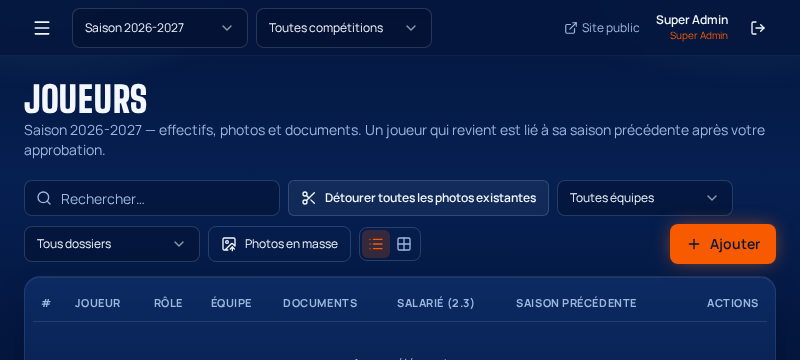 Saison 2026-2027
Toutes compétitions
Site public
Super Admin
Super Admin
JOUEURS
Saison 2026-2027 — effectifs, photos et documents. Un joueur qui revient est lié à sa saison précédente après votre
approbation.
Rechercher...
Détourer toutes les photos existantes
Toutes équipes
Tous dossiers
Photos en masse
Ajouter
# JOUEUR RÔLE ÉQUIPE DOCUMENTS SALARIÉ (2.3) SAISON PRÉCÉDENTE ACTIONS